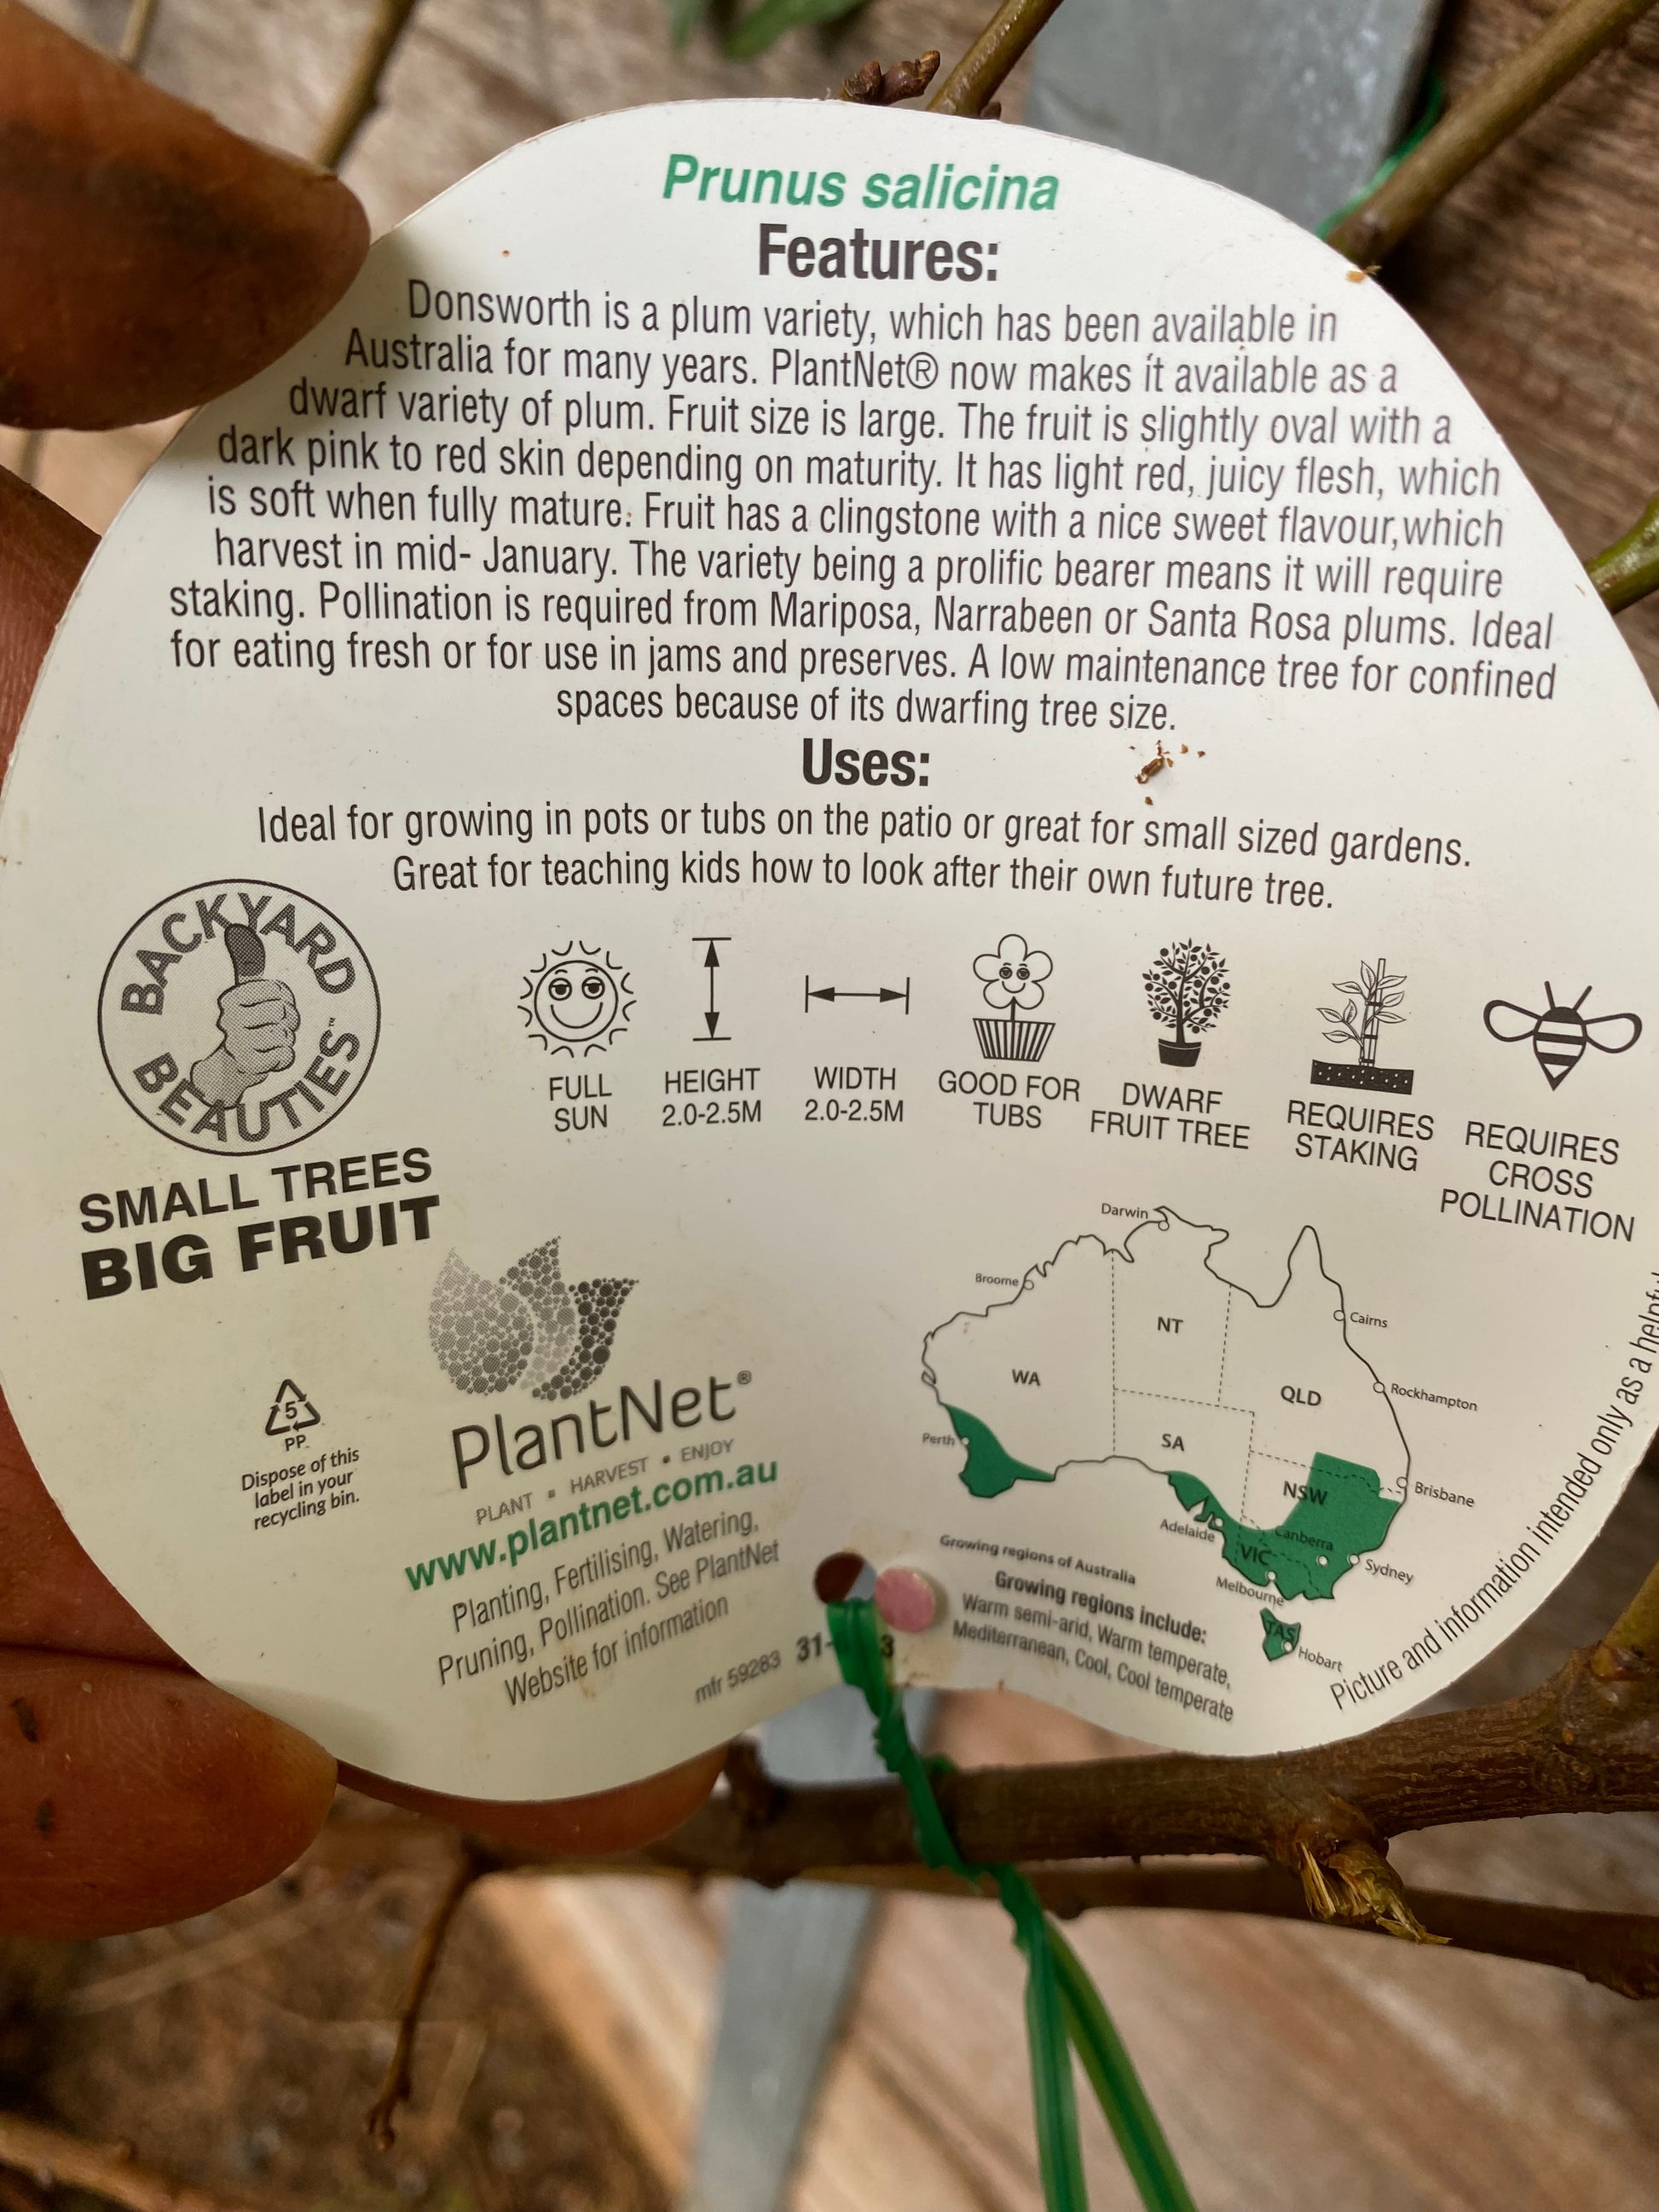 Prunus salicina
Features:
Donsworth is a plum variety, which has been available in
Australia for many years. PlantNet® now makes it available as a
dwarf variety of plum. Fruit size is large. The fruit is slightly oval with a
dark pink to red skin depending on maturity. It has light red, juicy flesh, which
is soft when fully mature. Fruit has a clingstone with a nice sweet flavour,which
harvest in mid- January. The variety being a prolific bearer means it will require
staking. Pollination is required from Mariposa, Narrabeen or Santa Rosa plums. Ideal
for eating fresh or for use in jams and preserves. A low maintenance tree for confined
spaces because of its dwarfing tree size.
Uses:
Ideal for growing in pots or tubs on the patio or great for small sized gardens.
Great for teaching kids how to look after their own future tree.
BACKYARD
BEAUTIES™
SMALL TREES
BIG FRUIT
FULL
SUN
HEIGHT
2.0-2.5M
WIDTH
2.0-2.5M
GOOD FOR
TUBS
DWARF
FRUIT TREE
REQUIRES
STAKING
REQUIRES
CROSS
POLLINATION
5
PP
Dispose of this
label in your
recycling bin.
PlantNet®
PLANT • HARVEST • ENJOY
www.plantnet.com.au
Planting, Fertilising, Watering,
Pruning, Pollination. See PlantNet
Website for information
mfr 59283 31- 3
Darwin
Broome
Cairns
NT
WA
QLD
Rockhampton
Perth
SA
NSW
Brisbane
Adelaide
Canberra
VIC
Sydney
Melbourne
TAS
Hobart
Growing regions of Australia
Growing regions include:
Warm semi-arid, Warm temperate,
Mediterranean, Cool, Cool temperate
Picture and information intended only as a helpful